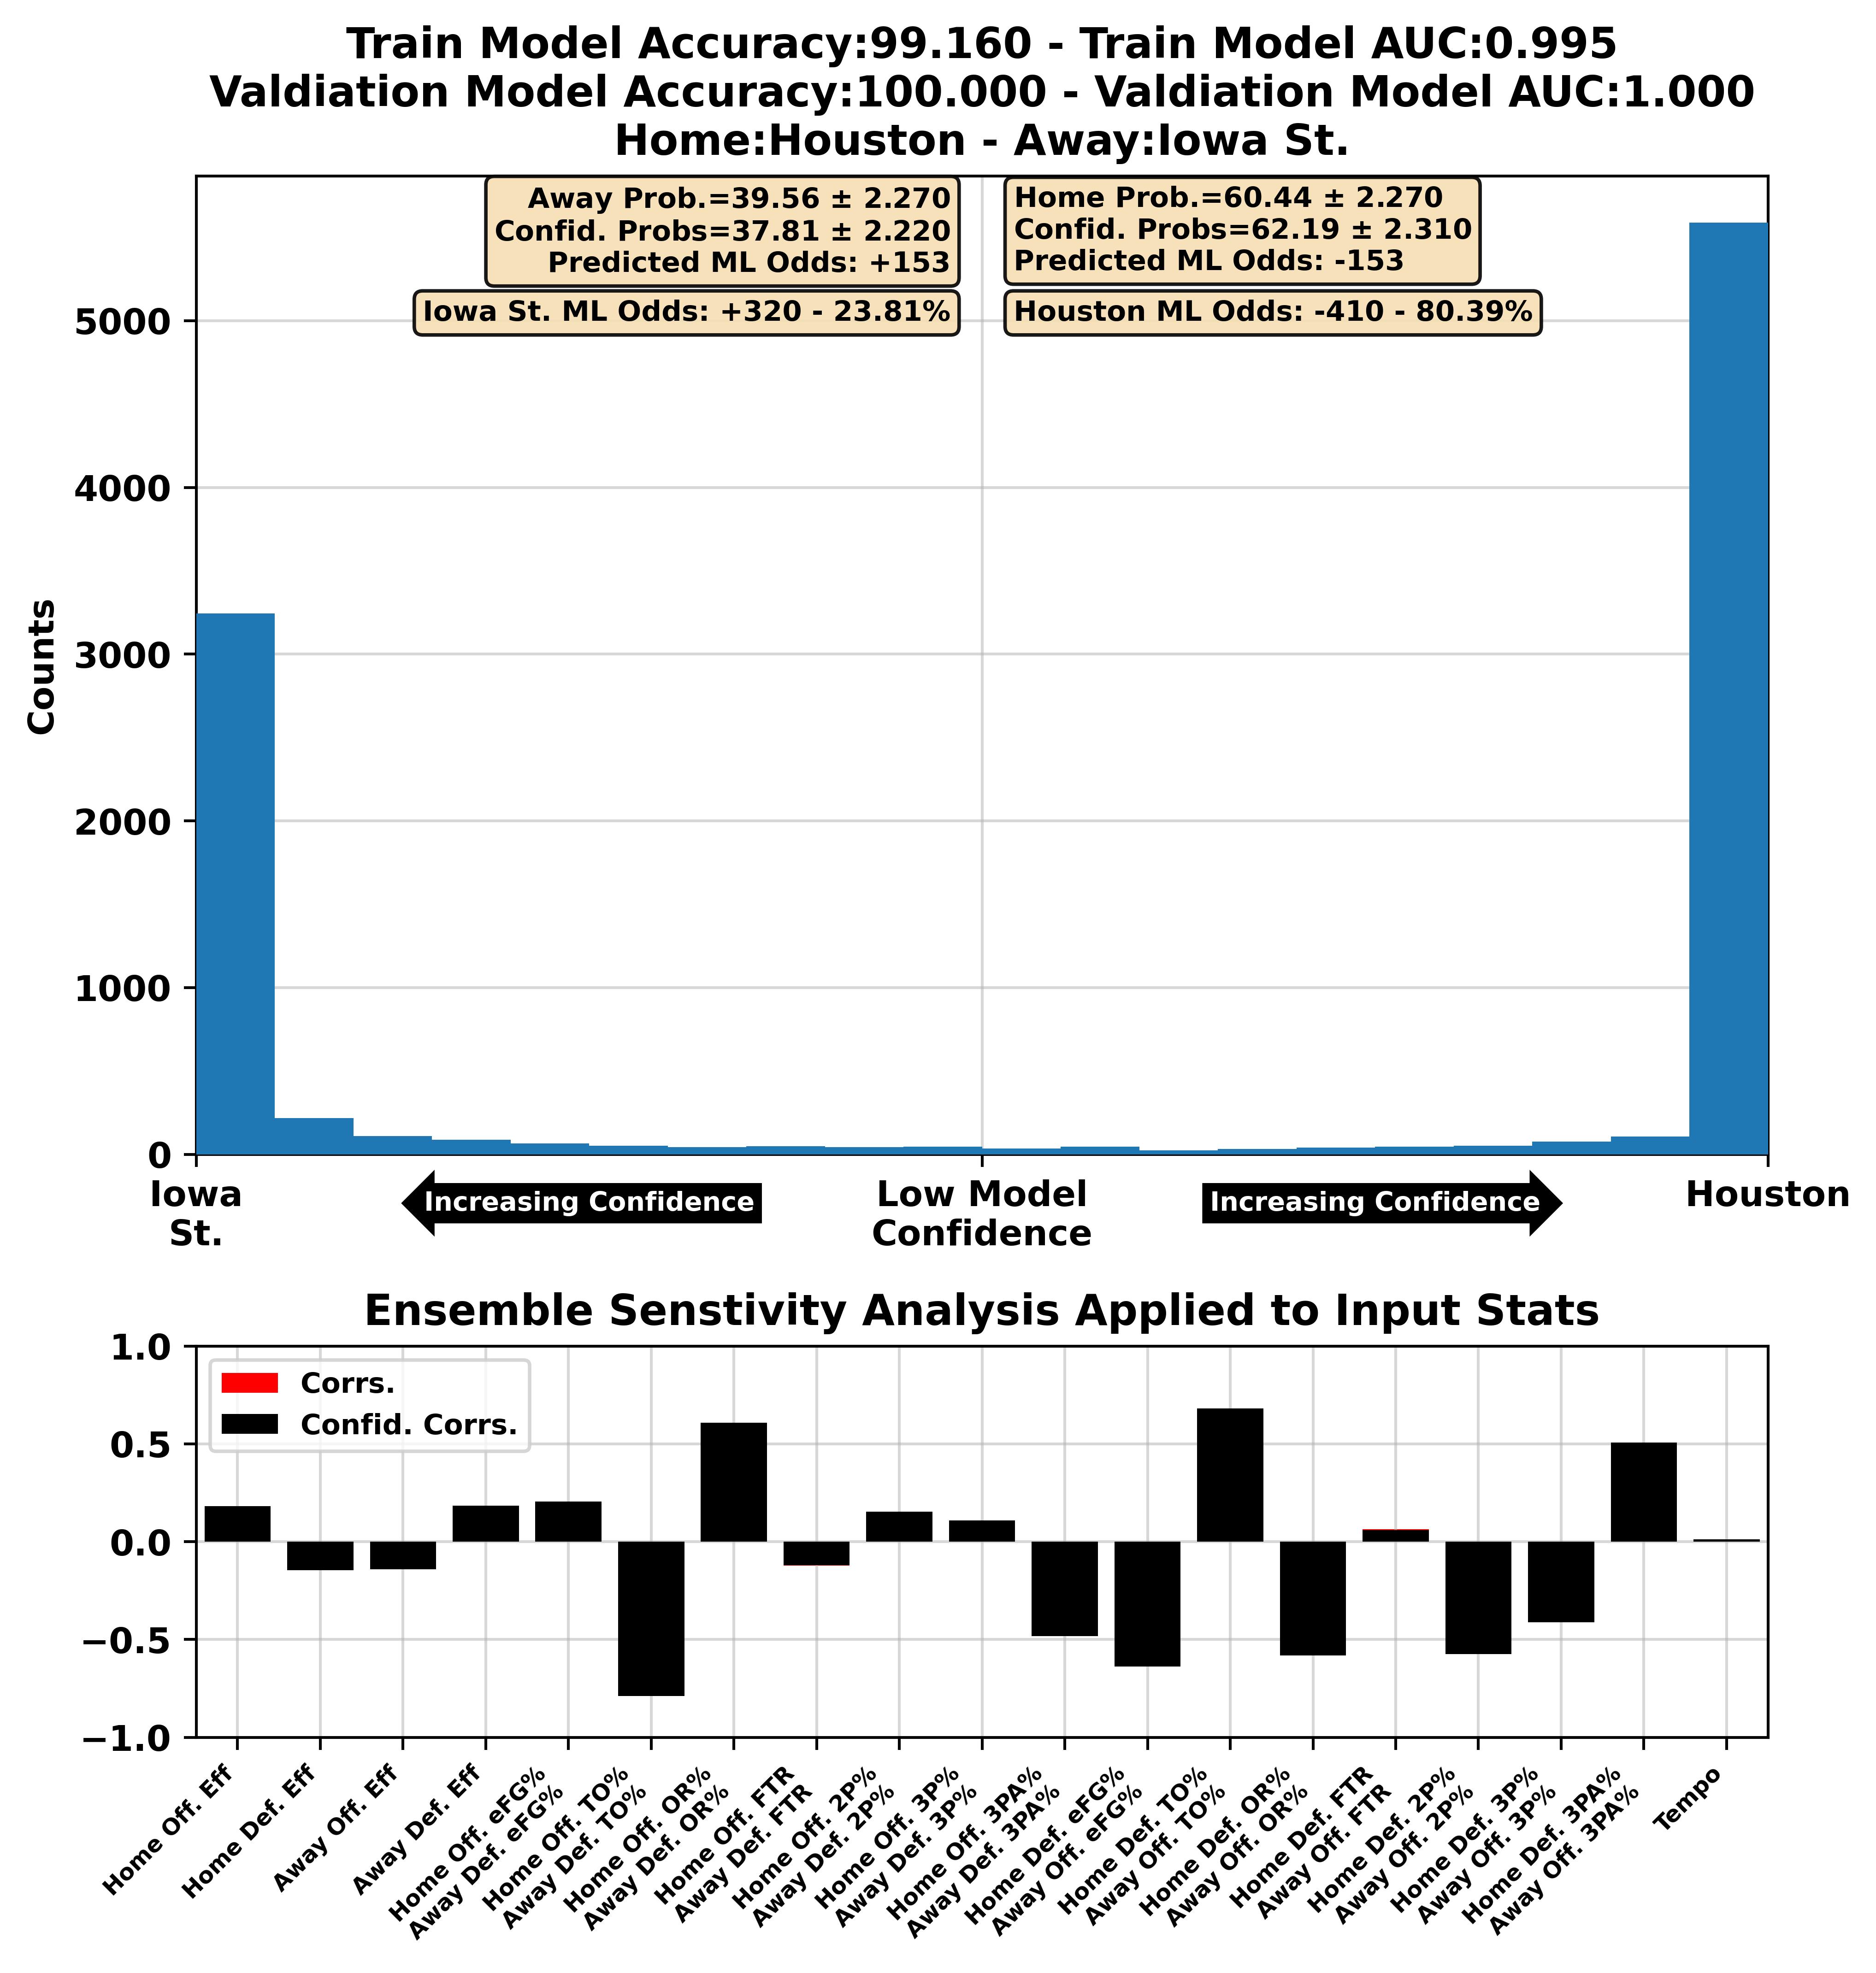 Train Model Accuracy:99.160 - Train Model AUC:0.995
Valdiation Model Accuracy:100.000 - Valdiation Model AUC:1.000
Home:Houston - Away:Iowa St.
Away Prob.=39.56 ± 2.270
Confid. Probs=37.81 ± 2.220
Predicted ML Odds: +153
Iowa St. ML Odds: +320 - 23.81%
Home Prob.=60.44 ± 2.270
Confid. Probs=62.19 ± 2.310
Predicted ML Odds: -153
Houston ML Odds: -410 - 80.39%
Counts
5000
4000
3000
2000
1000
0
Iowa
St.
Increasing Confidence
Low Model
Confidence
Increasing Confidence
Houston
Ensemble Senstivity Analysis Applied to Input Stats
1.0
0.5
0.0
−0.5
−1.0
Corrs.
Confid. Corrs.
Home Off. Eff
Home Def. Eff
Away Off. Eff
Away Def. Eff
Home Off. eFG%
Away Def. eFG%
Home Off. TO%
Away Def. TO%
Home Off. OR%
Away Def. OR%
Home Off. FTR
Away Def. FTR
Home Off. 2P%
Away Def. 2P%
Home Off. 3P%
Away Def. 3P%
Home Off. 3PA%
Away Def. 3PA%
Home Def. eFG%
Away Off. eFG%
Home Def. TO%
Away Off. TO%
Home Def. OR%
Away Off. OR%
Home Def. FTR
Away Off. FTR
Home Def. 2P%
Away Off. 2P%
Home Def. 3P%
Away Off. 3P%
Home Def. 3PA%
Away Off. 3PA%
Tempo